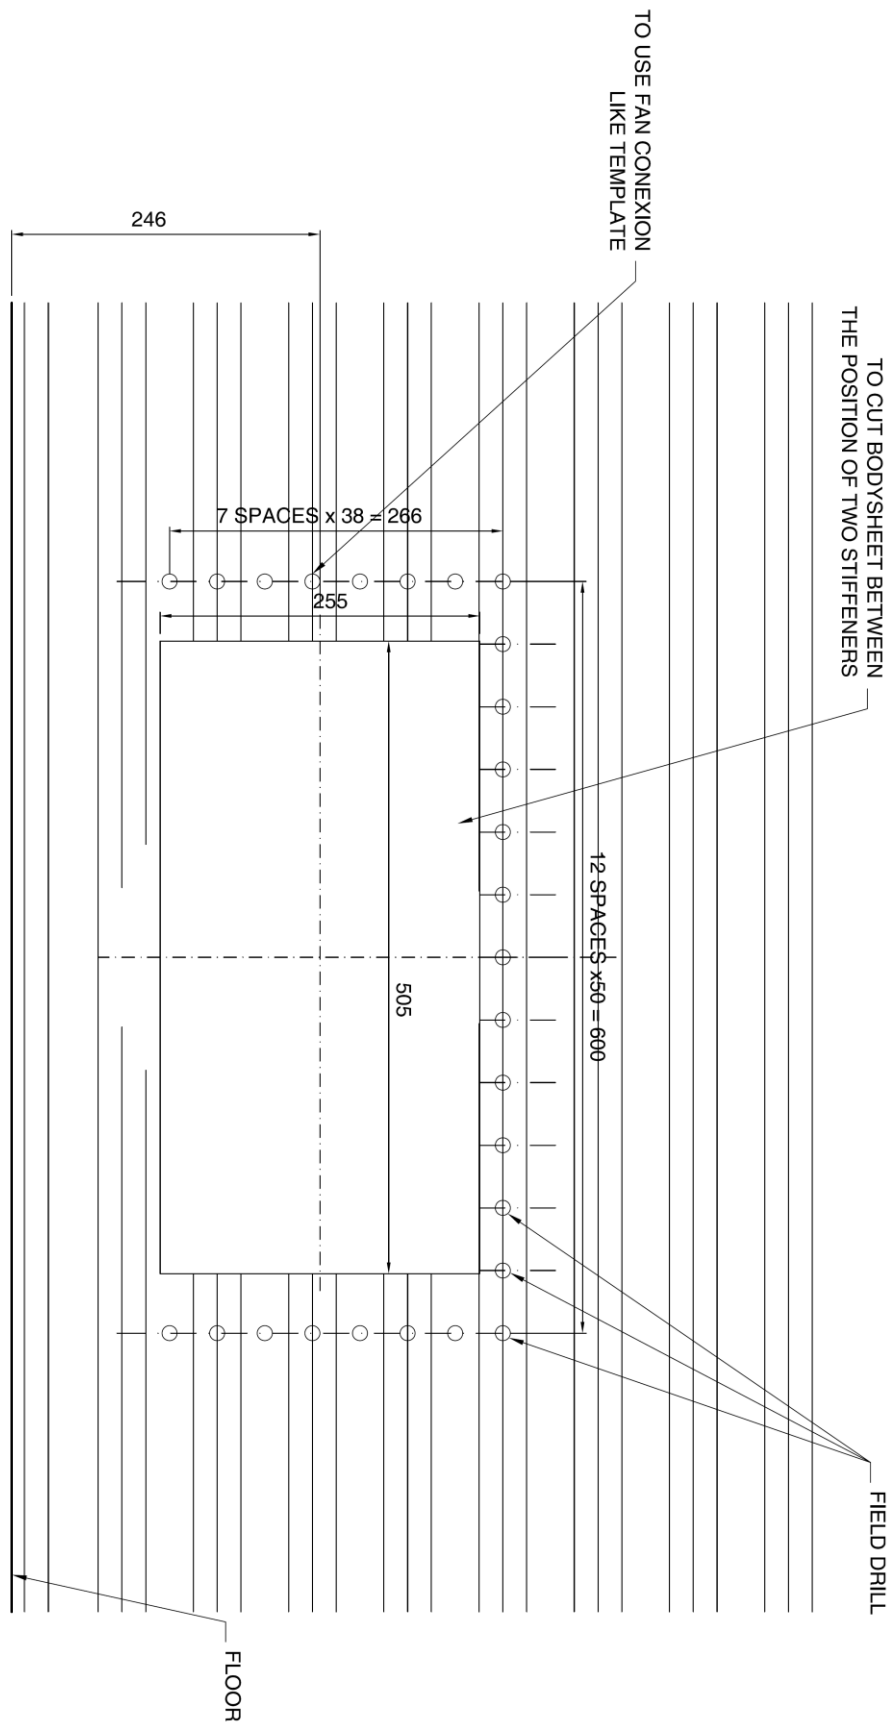 TO USE FAN CONEXION
LIKE TEMPLATE
TO CUT BODYSHEET BETWEEN
THE POSITION OF TWO STIFFENERS
246
7 SPACES x 38 = 266
255
12 SPACES x50 = 600
505
FIELD DRILL
FLOOR